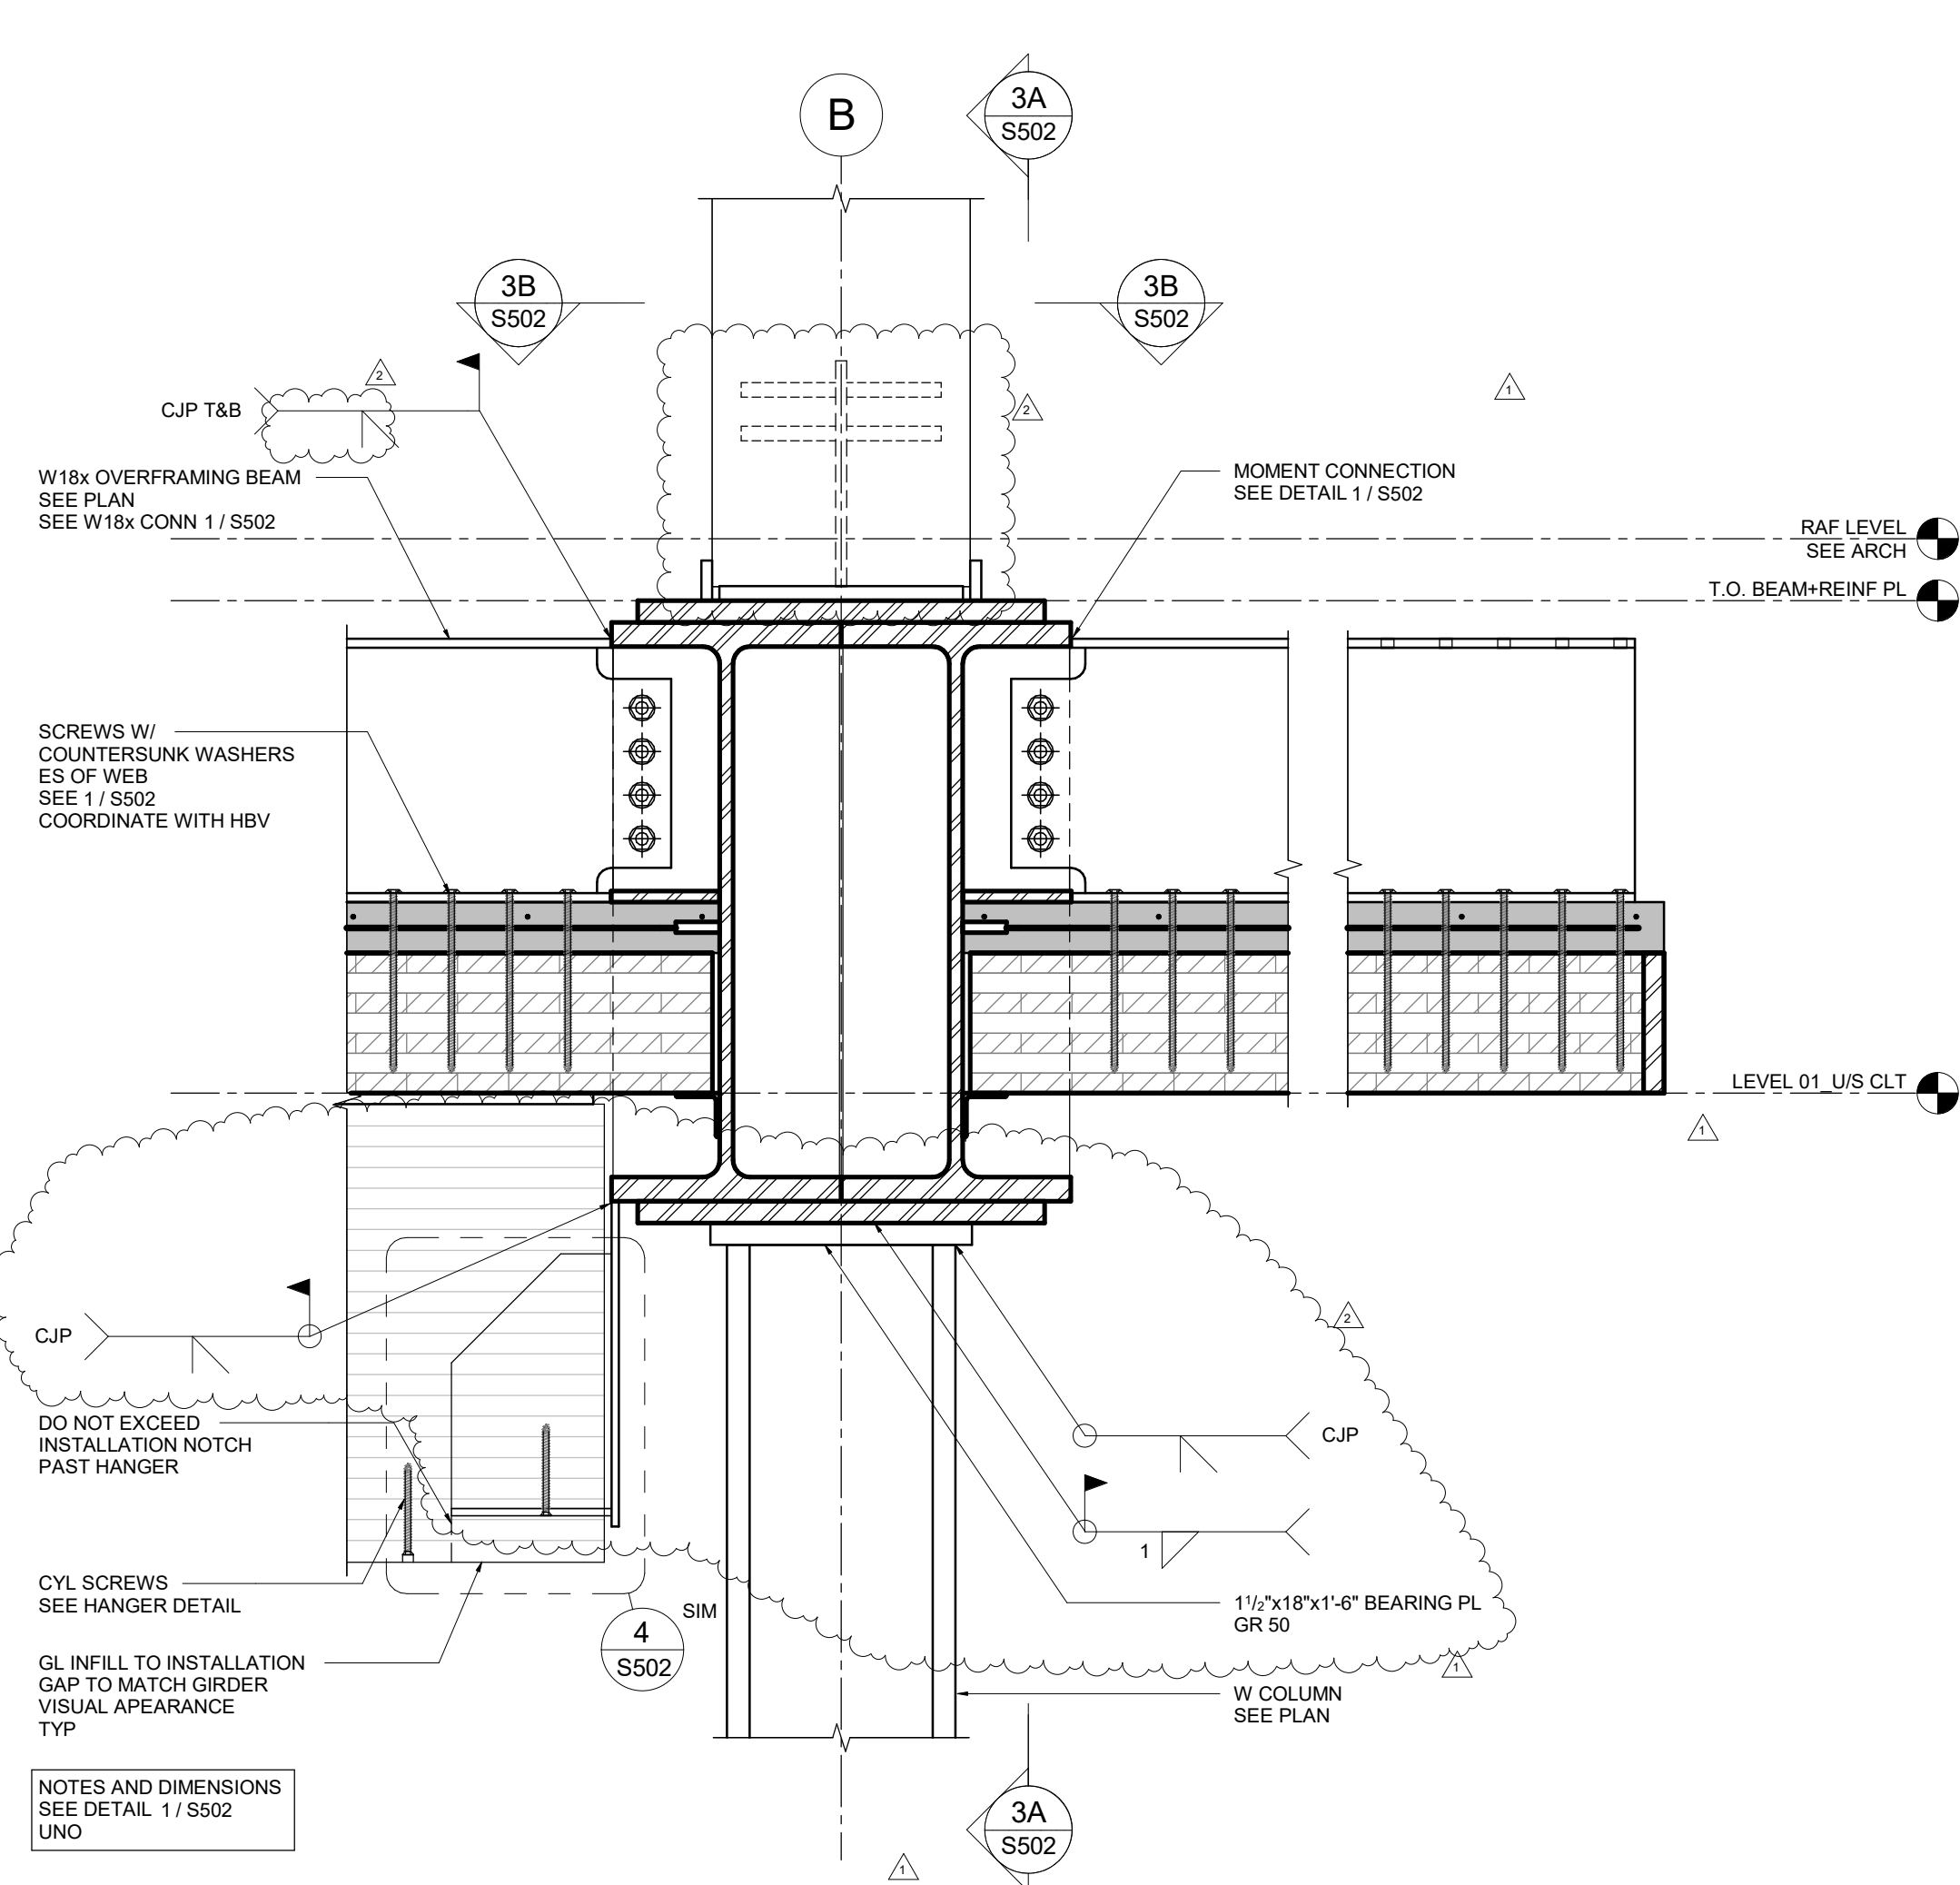 B
3A
S502
3B
S502
3B
S502
2
CJP T&B
2
1
W18x OVERFRAMING BEAM
SEE PLAN
SEE W18x CONN 1 / S502
MOMENT CONNECTION
SEE DETAIL 1 / S502
RAF LEVEL
SEE ARCH
T.O. BEAM+REINF PL
SCREWS W/
COUNTERSUNK WASHERS
ES OF WEB
SEE 1 / S502
COORDINATE WITH HBV
LEVEL 01_U/S CLT
1
2
CJP
DO NOT EXCEED
INSTALLATION NOTCH
PAST HANGER
CJP
1
CYL SCREWS
SEE HANGER DETAIL
SIM
4
S502
1 1/2"x18"x1'-6" BEARING PL
GR 50
GL INFILL TO INSTALLATION
GAP TO MATCH GIRDER
VISUAL APEARANCE
TYP
1
W COLUMN
SEE PLAN
NOTES AND DIMENSIONS
SEE DETAIL 1 / S502
UNO
3A
S502
1